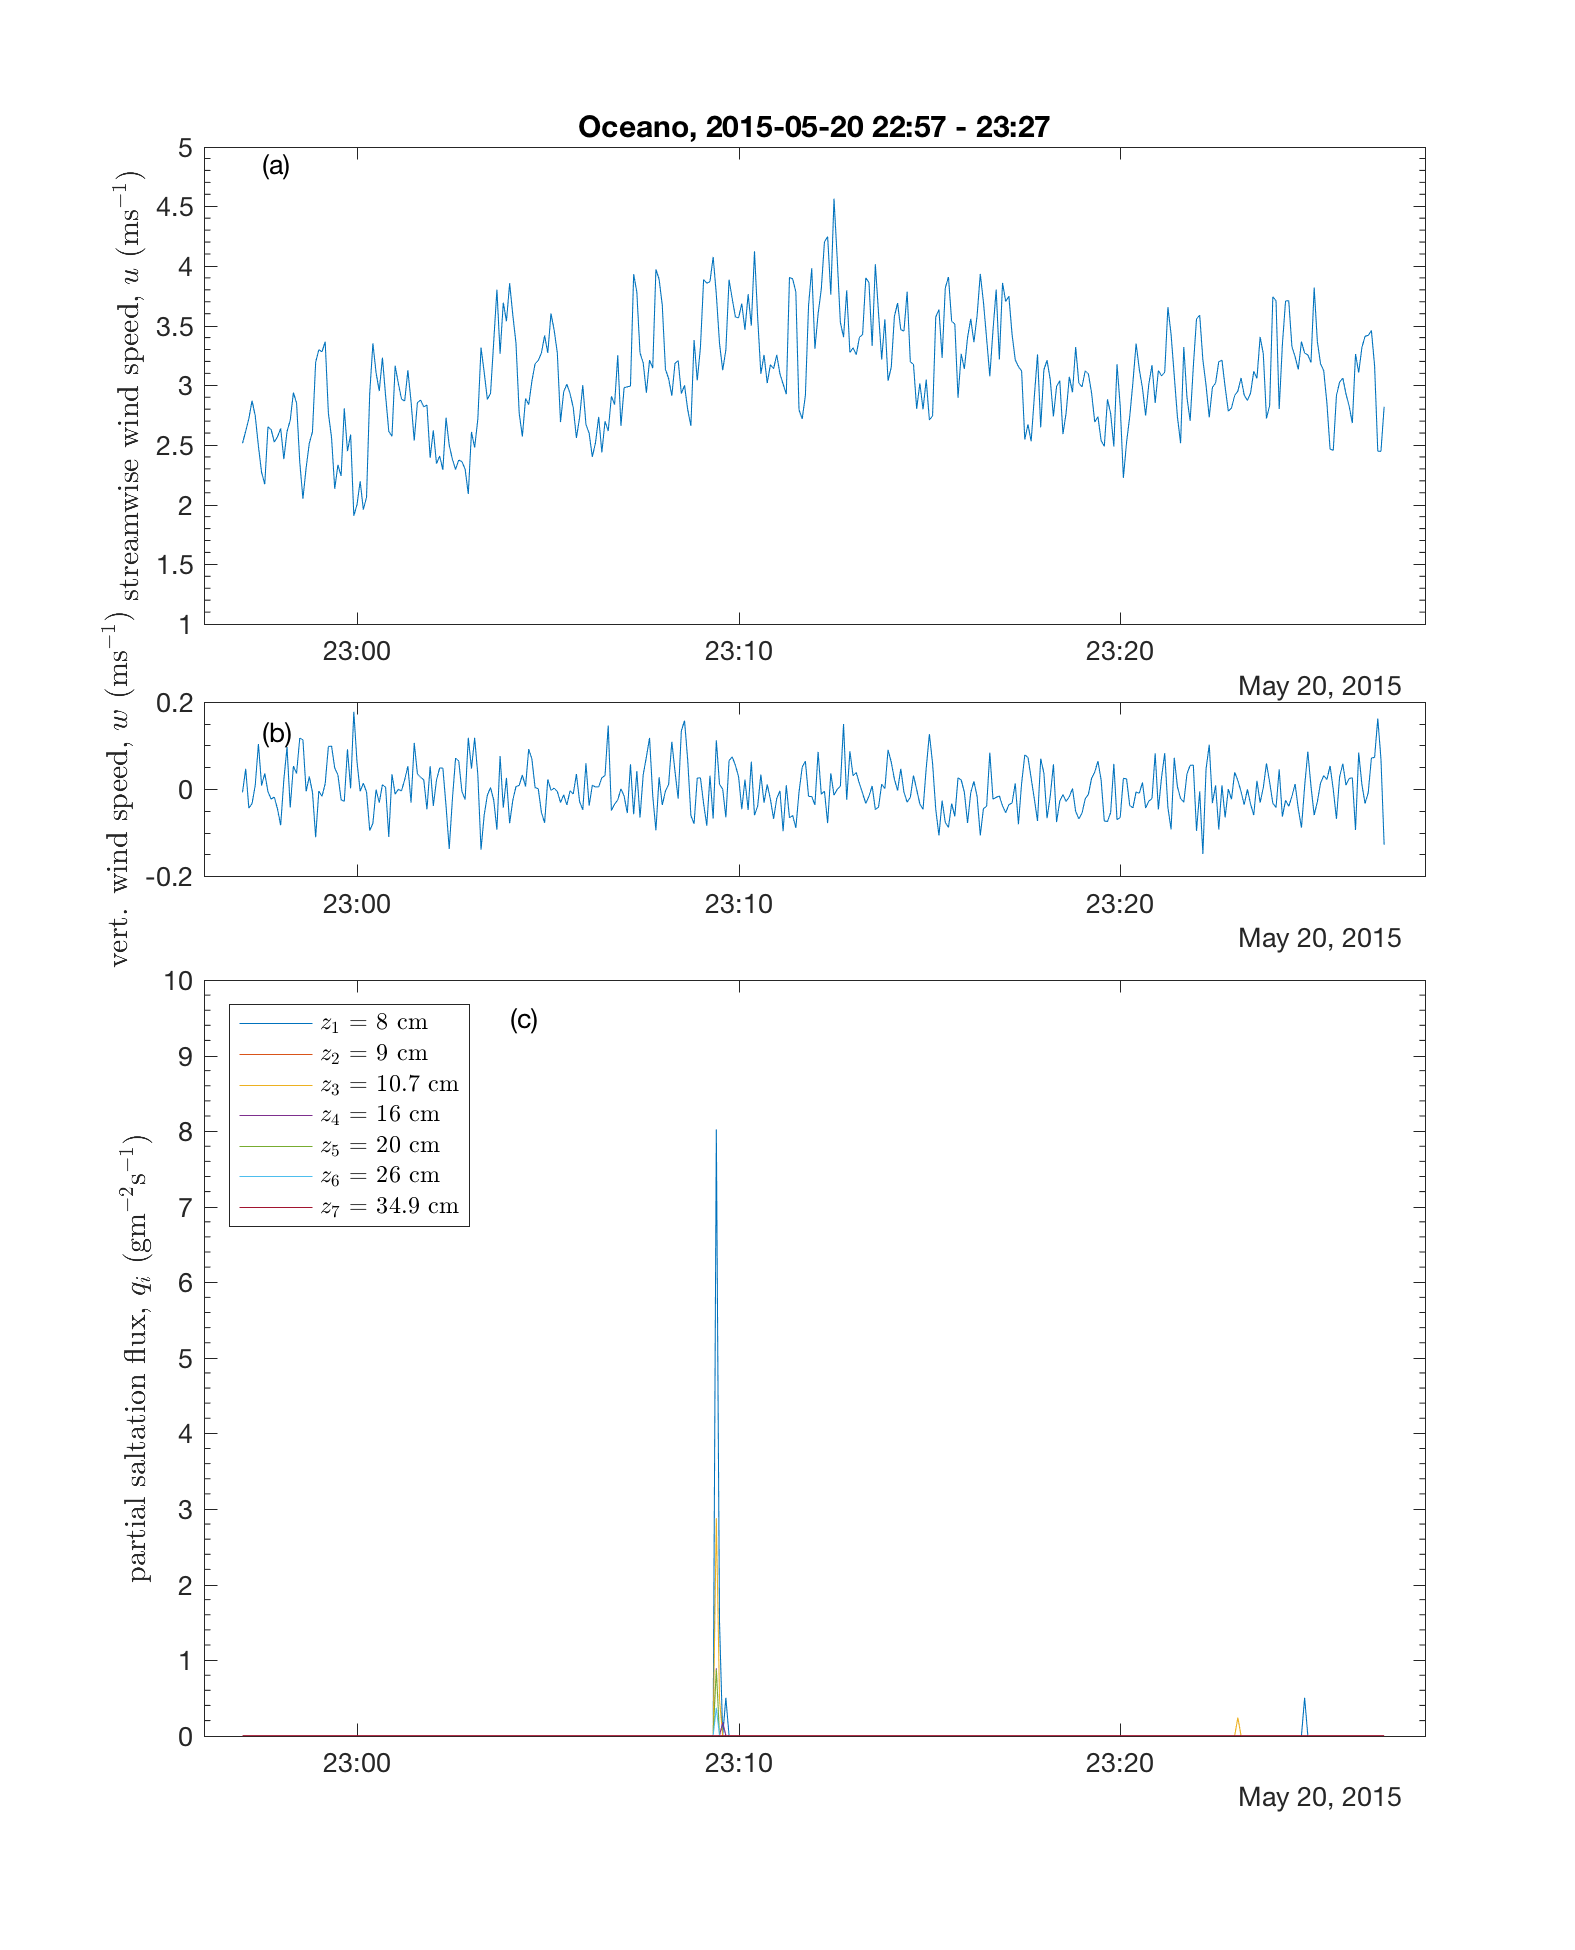 Oceano, 2015-05-20 22:57 - 23:27
(a)
streamwise wind speed, u (ms⁻¹)
5
4.5
4
3.5
3
2.5
2
1.5
1
23:00 23:10 23:20
May 20, 2015
(b)
vert. wind speed, w (ms⁻¹)
0.2
0
-0.2
23:00 23:10 23:20
May 20, 2015
(c)
partial saltation flux, qᵢ (gm⁻²s⁻¹)
10
9
8
7
6
5
4
3
2
1
0
z₁ = 8 cm
z₂ = 9 cm
z₃ = 10.7 cm
z₄ = 16 cm
z₅ = 20 cm
z₆ = 26 cm
z₇ = 34.9 cm
23:00 23:10 23:20
May 20, 2015